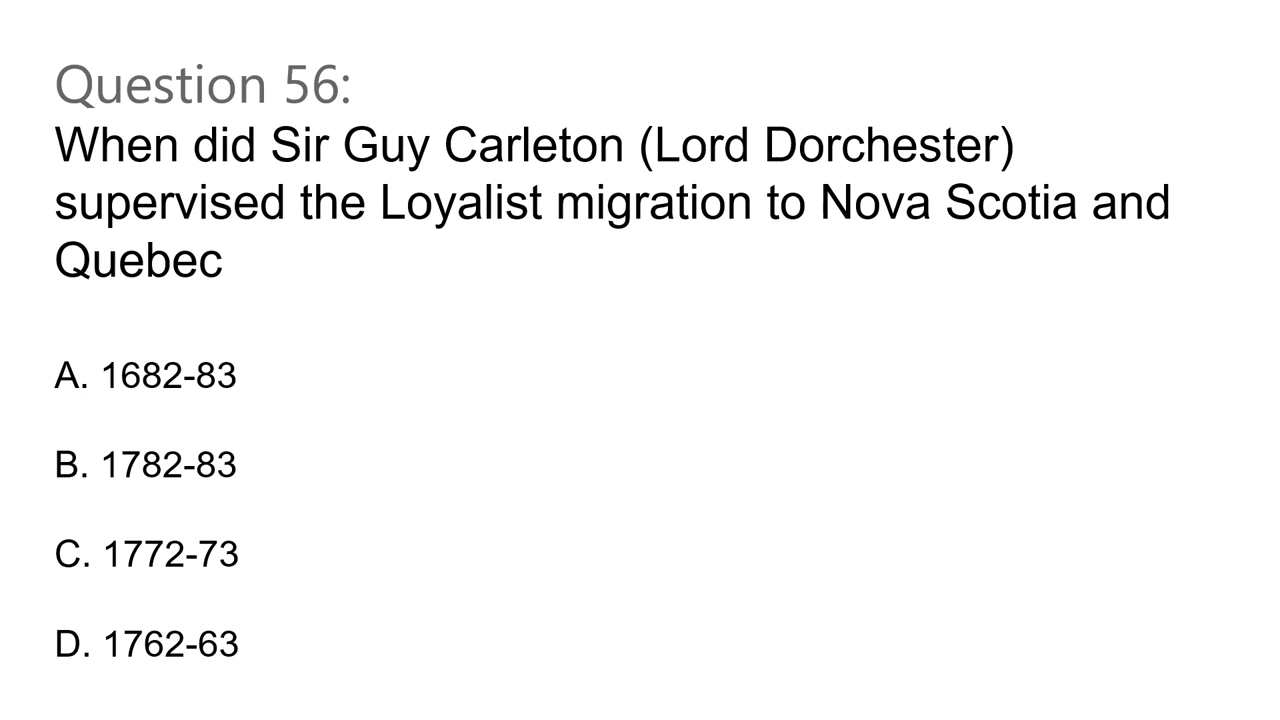 Question 56:
When did Sir Guy Carleton (Lord Dorchester)
supervised the Loyalist migration to Nova Scotia and
Quebec
A. 1682-83
B. 1782-83
C. 1772-73
D. 1762-63